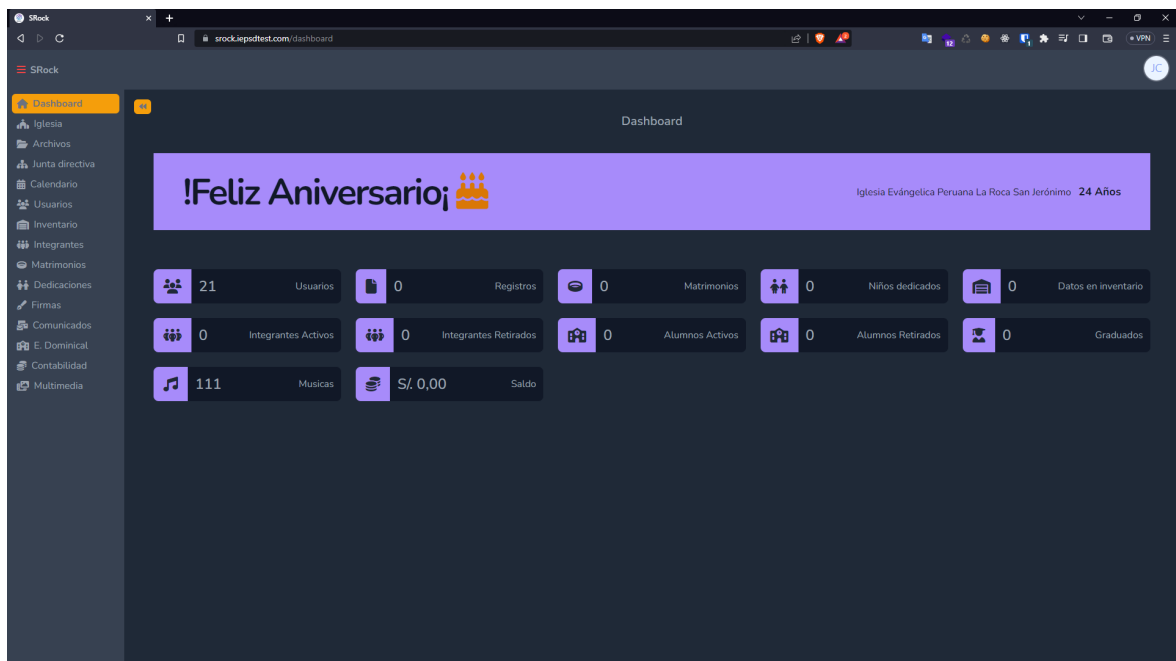 SRock
srock.iepsdtest.com/dashboard
12
1
VPN
SRock
JC
Dashboard
Iglesia
Archivos
Junta directiva
Calendario
Usuarios
Inventario
Integrantes
Matrimonios
Dedicaciones
Firmas
Comunicados
E. Dominical
Contabilidad
Multimedia
Dashboard
!Feliz Aniversario¡
Iglesia Evángelica Peruana La Roca San Jerónimo 24 Años
21 Usuarios
0 Registros
0 Matrimonios
0 Niños dedicados
0 Datos en inventario
0 Integrantes Activos
0 Integrantes Retirados
0 Alumnos Activos
0 Alumnos Retirados
0 Graduados
111 Musicas
S/. 0,00 Saldo